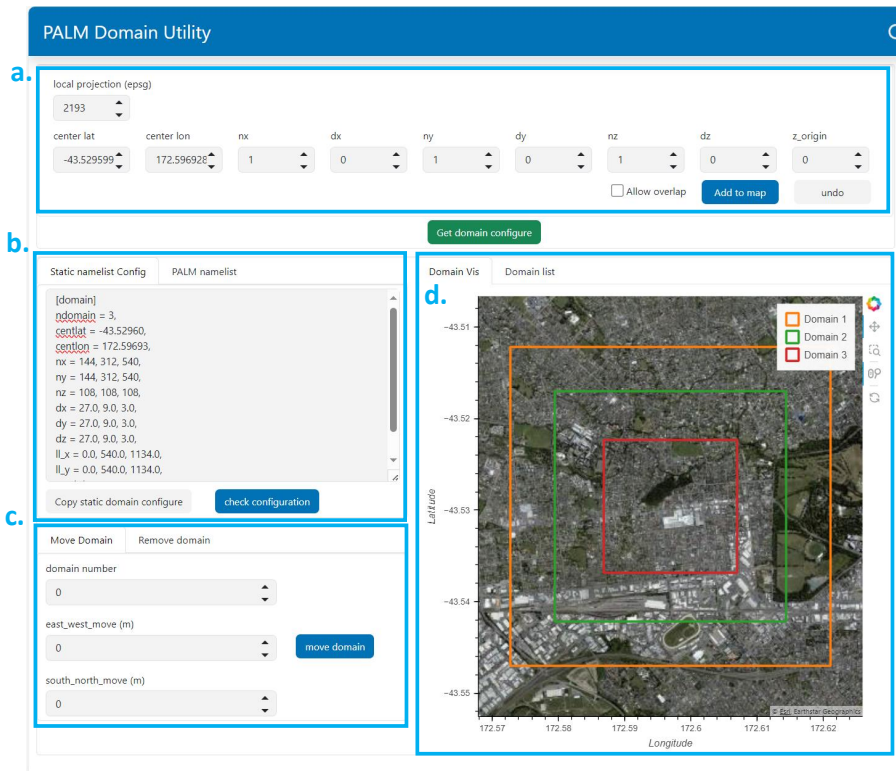 PALM Domain Utility
a.
local projection (epsg)
2193
center lat center lon nx dx ny dy nz dz z_origin
-43.529599 172.596928 1 0 1 0 1 0 0
Allow overlap Add to map undo
Get domain configure
b.
Static namelist Config PALM namelist
[domain]
ndomain = 3,
centlat = -43.52960,
centlon = 172.59693,
nx = 144, 312, 540,
ny = 144, 312, 540,
nz = 108, 108, 108,
dx = 27.0, 9.0, 3.0,
dy = 27.0, 9.0, 3.0,
dz = 27.0, 9.0, 3.0,
ll_x = 0.0, 540.0, 1134.0,
ll_y = 0.0, 540.0, 1134.0,
Copy static domain configure check configuration
c.
Move Domain Remove domain
domain number
0
east_west_move (m)
0
move domain
south_north_move (m)
0
Domain Vis Domain list
d.
Domain 1
Domain 2
Domain 3
−43.51
−43.52
−43.53
−43.54
−43.55
Latitude
© Esri, Earthstar Geographics
172.57 172.58 172.59 172.6 172.61 172.62
Longitude